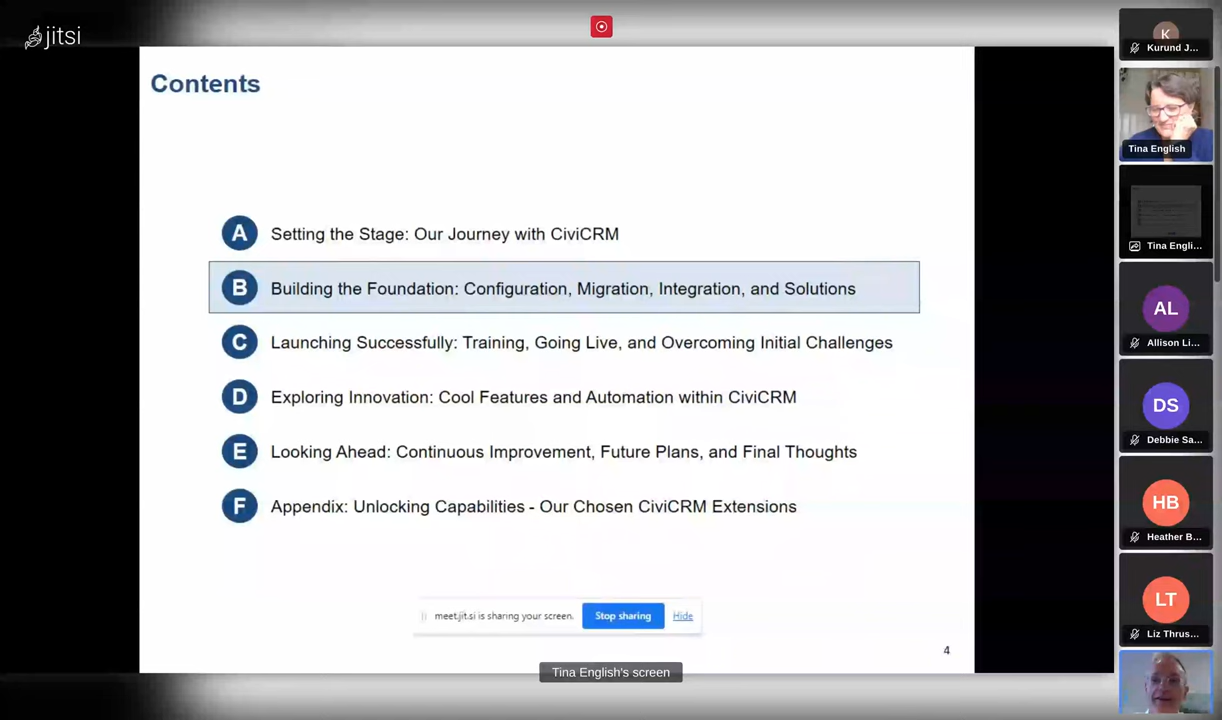 jitsi
Contents
A Setting the Stage: Our Journey with CiviCRM
B Building the Foundation: Configuration, Migration, Integration, and Solutions
C Launching Successfully: Training, Going Live, and Overcoming Initial Challenges
D Exploring Innovation: Cool Features and Automation within CiviCRM
E Looking Ahead: Continuous Improvement, Future Plans, and Final Thoughts
F Appendix: Unlocking Capabilities - Our Chosen CiviCRM Extensions
meet.jit.si is sharing your screen. Stop sharing Hide
4
Tina English's screen
K
Kurund J...
Tina English
Tina Engli...
AL
Allison Li...
DS
Debbie Sa...
HB
Heather B...
LT
Liz Thrus...